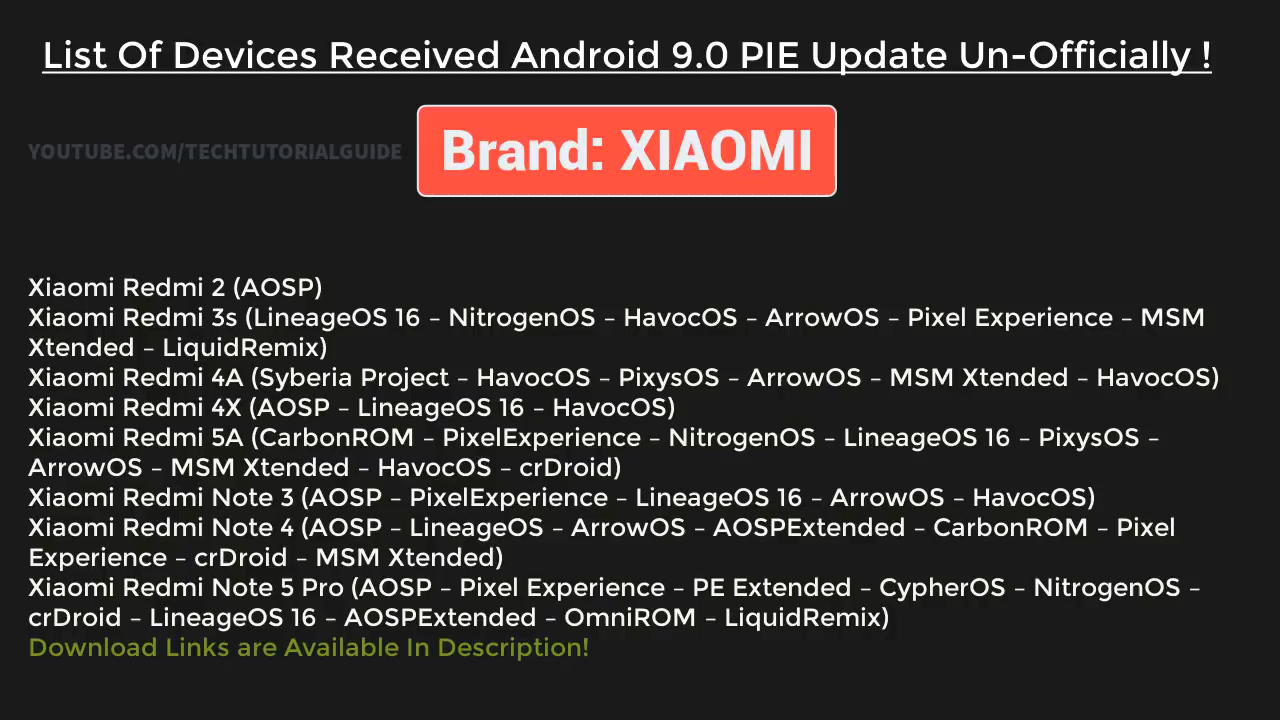 List Of Devices Received Android 9.0 PIE Update Un-Officially !
YOUTUBE.COM/TECHTUTORIALGUIDE
Brand: XIAOMI
Xiaomi Redmi 2 (AOSP)
Xiaomi Redmi 3s (LineageOS 16 – NitrogenOS – HavocOS – ArrowOS – Pixel Experience – MSM
Xtended – LiquidRemix)
Xiaomi Redmi 4A (Syberia Project – HavocOS – PixysOS – ArrowOS – MSM Xtended – HavocOS)
Xiaomi Redmi 4X (AOSP – LineageOS 16 – HavocOS)
Xiaomi Redmi 5A (CarbonROM – PixelExperience – NitrogenOS – LineageOS 16 – PixysOS –
ArrowOS – MSM Xtended – HavocOS – crDroid)
Xiaomi Redmi Note 3 (AOSP – PixelExperience – LineageOS 16 – ArrowOS – HavocOS)
Xiaomi Redmi Note 4 (AOSP – LineageOS – ArrowOS – AOSPExtended – CarbonROM – Pixel
Experience – crDroid – MSM Xtended)
Xiaomi Redmi Note 5 Pro (AOSP – Pixel Experience – PE Extended – CypherOS – NitrogenOS –
crDroid – LineageOS 16 – AOSPExtended – OmniROM – LiquidRemix)
Download Links are Available In Description!